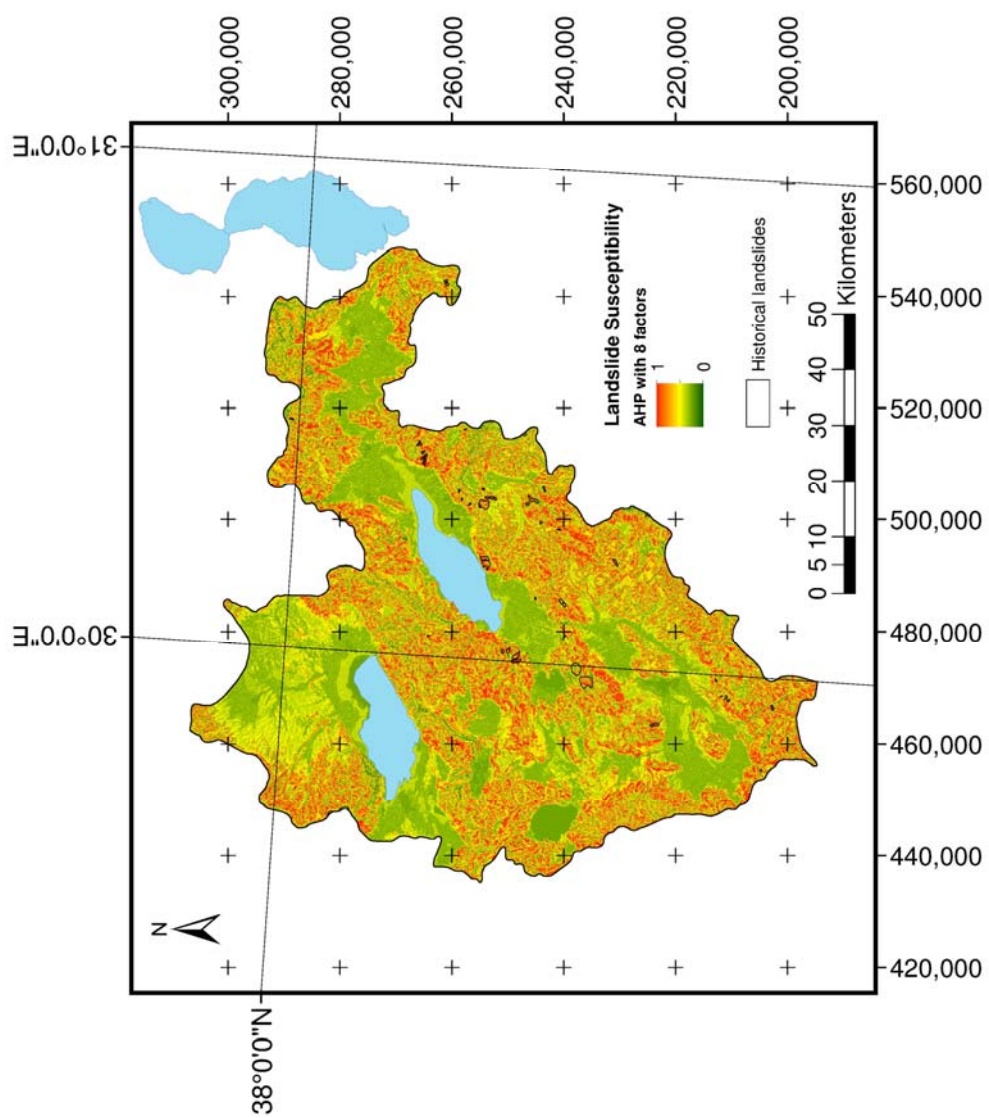 31°0'0"E
30°0'0"E
38°0'0"N
N
300,000
280,000
260,000
240,000
220,000
200,000
Landslide Susceptibility
AHP with 8 factors
1
0
Historical landslides
0 5 10 20 30 40 50
Kilometers
420,000 440,000 460,000 480,000 500,000 520,000 540,000 560,000